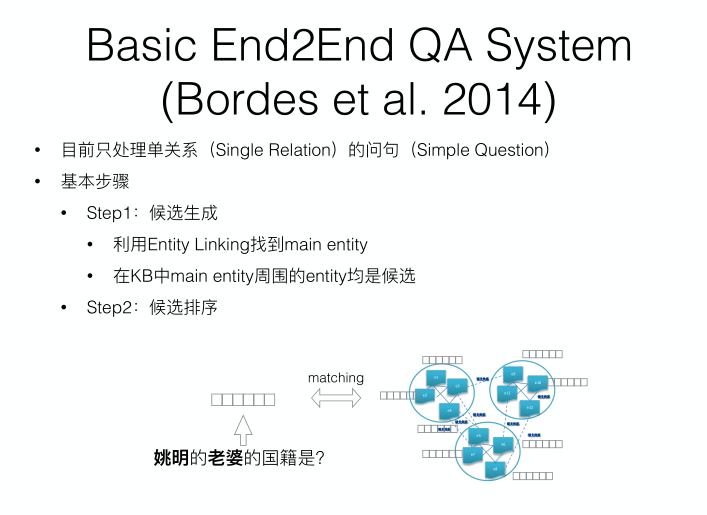 Basic End2End QA System
(Bordes et al. 2014)
• 目前只处理单关系（Single Relation）的问句（Simple Question）
• 基本步骤
• Step1：候选生成
• 利用Entity Linking找到main entity
• 在KB中main entity周围的entity均是候选
• Step2：候选排序
matching
姚明的老婆的国籍是？